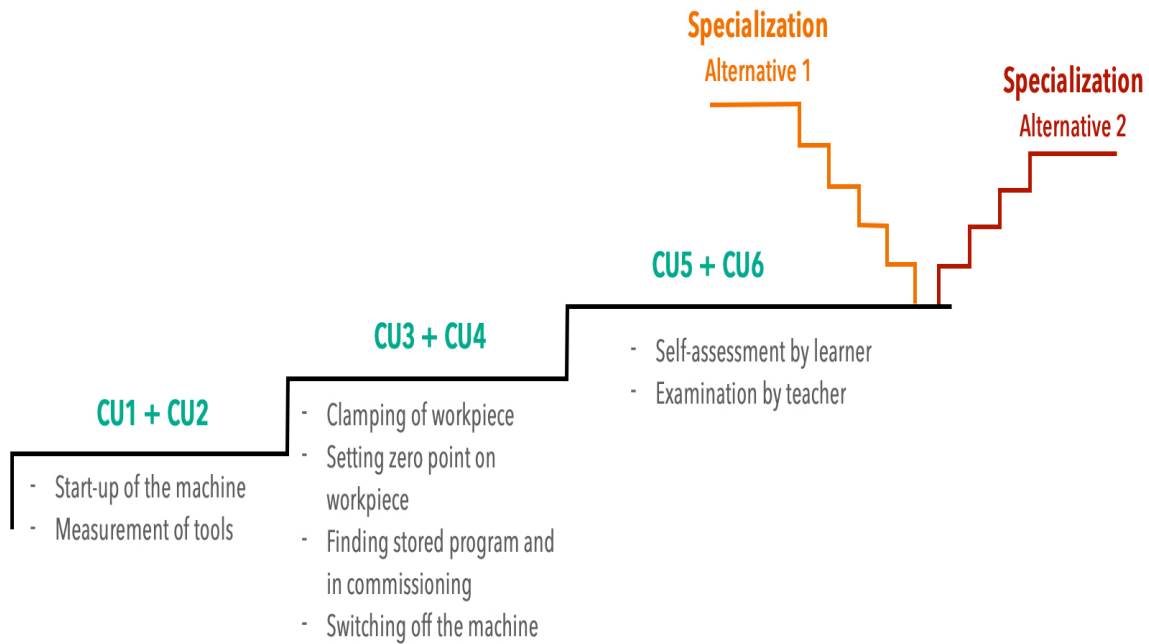 Specialization
Alternative 1
Specialization
Alternative 2
CU5 + CU6
- Self-assessment by learner
- Examination by teacher
CU3 + CU4
- Clamping of workpiece
- Setting zero point on
workpiece
- Finding stored program and
in commissioning
- Switching off the machine
CU1 + CU2
- Start-up of the machine
- Measurement of tools